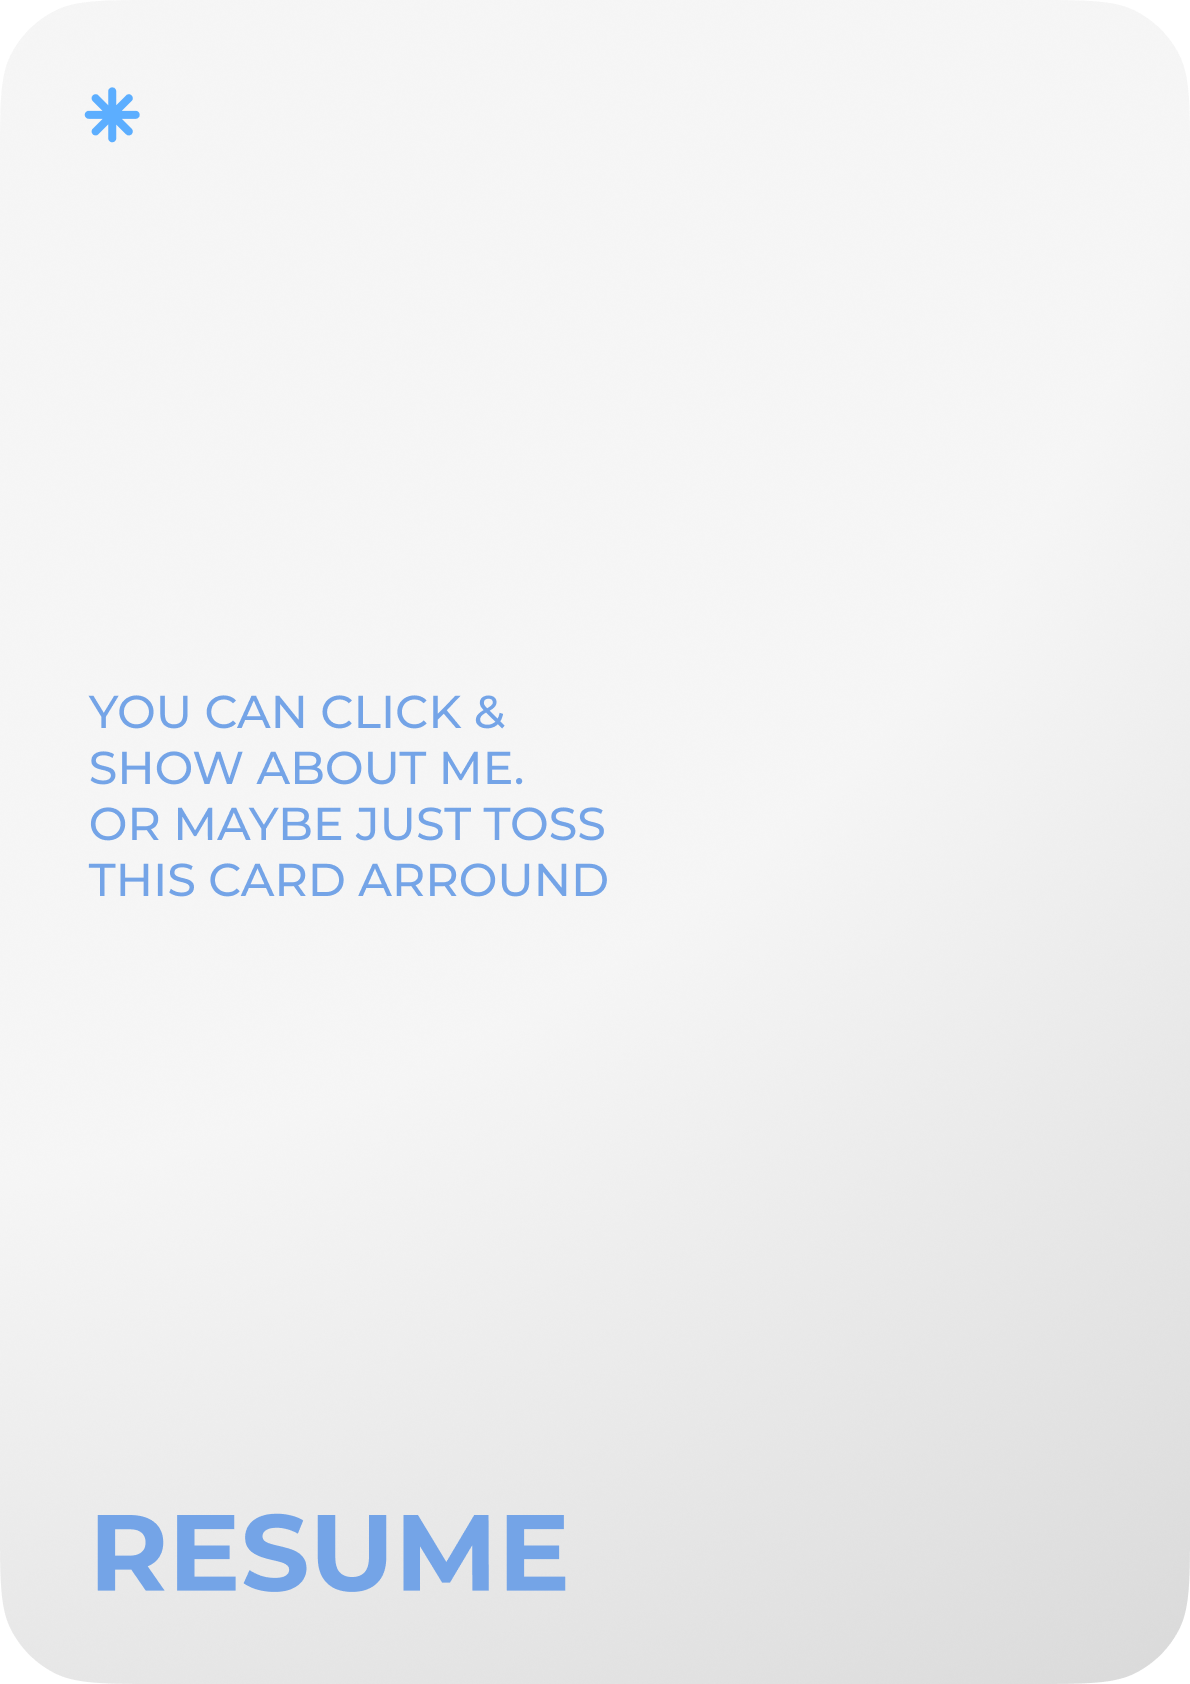 YOU CAN CLICK &
SHOW ABOUT ME.
OR MAYBE JUST TOSS
THIS CARD ARROUND
RESUME